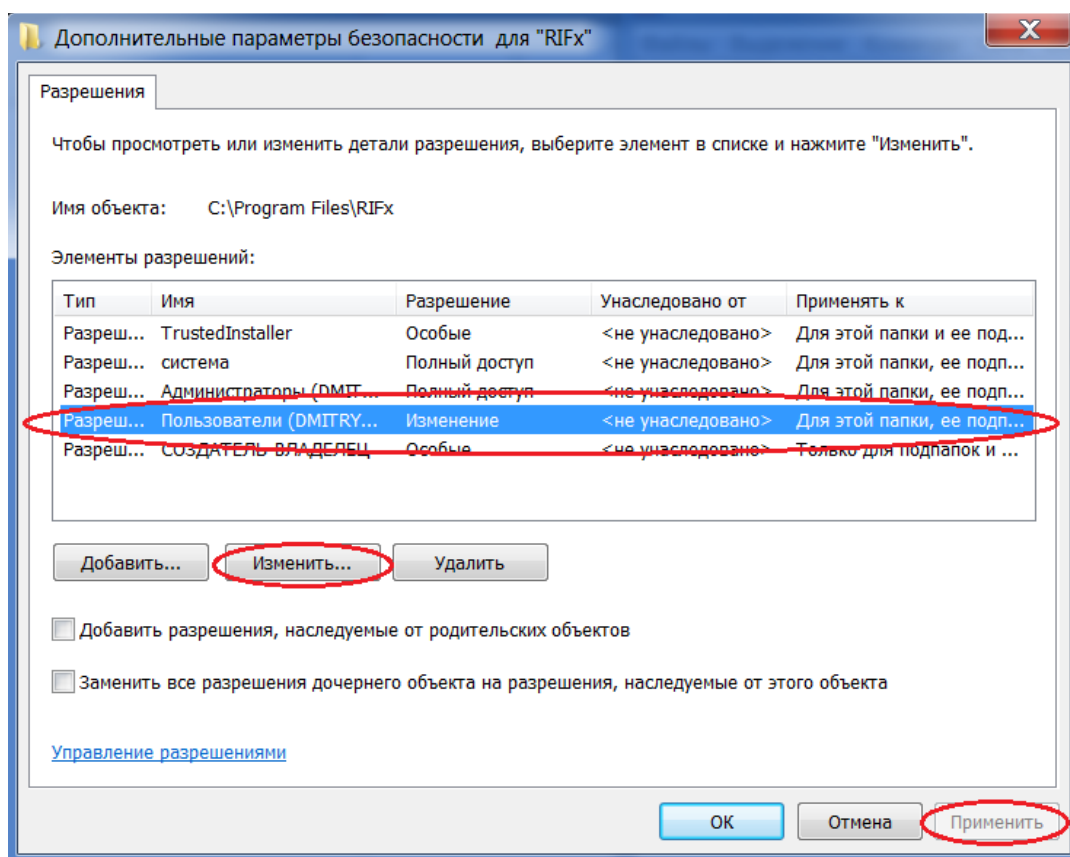 Дополнительные параметры безопасности для "RIFx"
Разрешения
Чтобы просмотреть или изменить детали разрешения, выберите элемент в списке и нажмите "Изменить".
Имя объекта: C:\Program Files\RIFx
Элементы разрешений:
Тип Имя Разрешение Унаследовано от Применять к
Разреш... TrustedInstaller Особые <не унаследовано> Для этой папки и ее под...
Разреш... система Полный доступ <не унаследовано> Для этой папки, ее подп...
Разреш... Администраторы (DMIT... Полный доступ <не унаследовано> Для этой папки, ее подп...
Разреш... Пользователи (DMITRY... Изменение <не унаследовано> Для этой папки, ее подп...
Разреш... СОЗДАТЕЛЬ-ВЛАДЕЛЕЦ Особые <не унаследовано> Только для подпапок и ...
Добавить... Изменить... Удалить
Добавить разрешения, наследуемые от родительских объектов
Заменить все разрешения дочернего объекта на разрешения, наследуемые от этого объекта
Управление разрешениями
ОК Отмена Применить